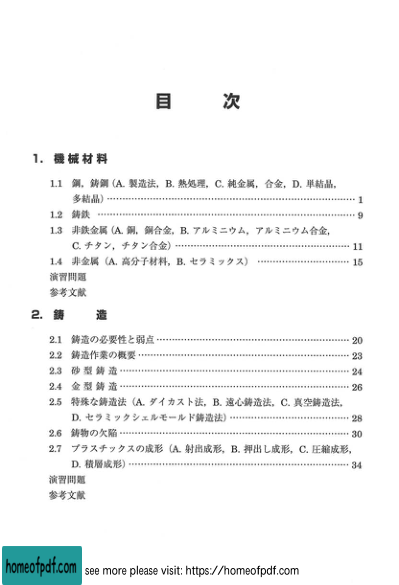 目 次
1. 機械材料
1.1 鋼，鋳鋼（A. 製造法，B. 熱処理，C. 純金属，合金，D. 単結晶，
多結晶）……1
1.2 鋳鉄 ……9
1.3 非鉄金属（A. 銅，銅合金，B. アルミニウム，アルミニウム合金，
C. チタン，チタン合金）……11
1.4 非金属（A. 高分子材料，B. セラミックス）……15
演習問題
参考文献
2. 鋳 造
2.1 鋳造の必要性と弱点……20
2.2 鋳造作業の概要……23
2.3 砂型鋳造……24
2.4 金型鋳造……26
2.5 特殊な鋳造法（A. ダイカスト法，B. 遠心鋳造法，C. 真空鋳造法，
D. セラミックシェルモールド鋳造法）……28
2.6 鋳物の欠陥……30
2.7 プラスチックスの成形（A. 射出成形，B. 押出し成形，C. 圧縮成形，
D. 積層成形）……34
演習問題
参考文献
homeofpdf.com see more please visit: https://homeofpdf.com